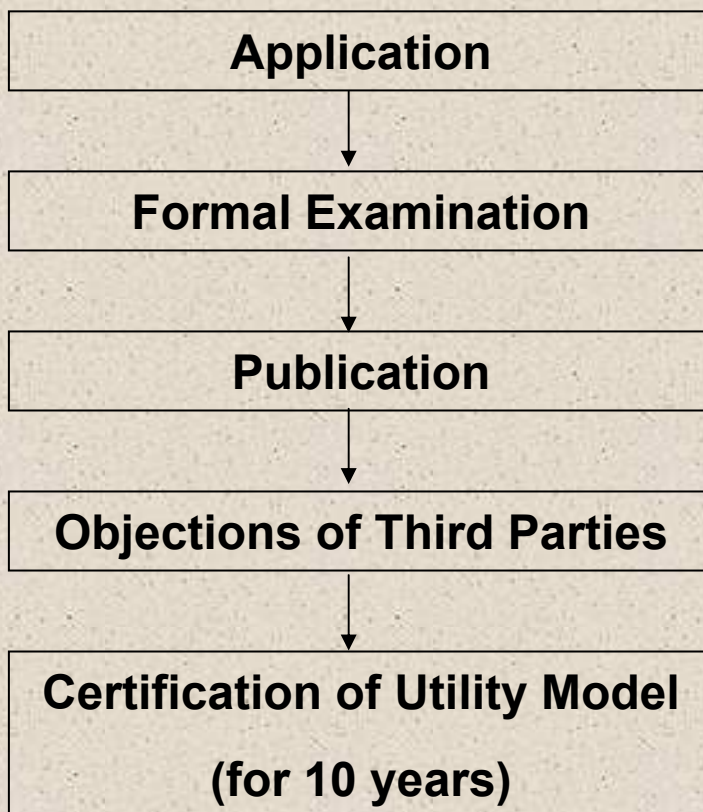 Application
Formal Examination
Publication
Objections of Third Parties
Certification of Utility Model
(for 10 years)